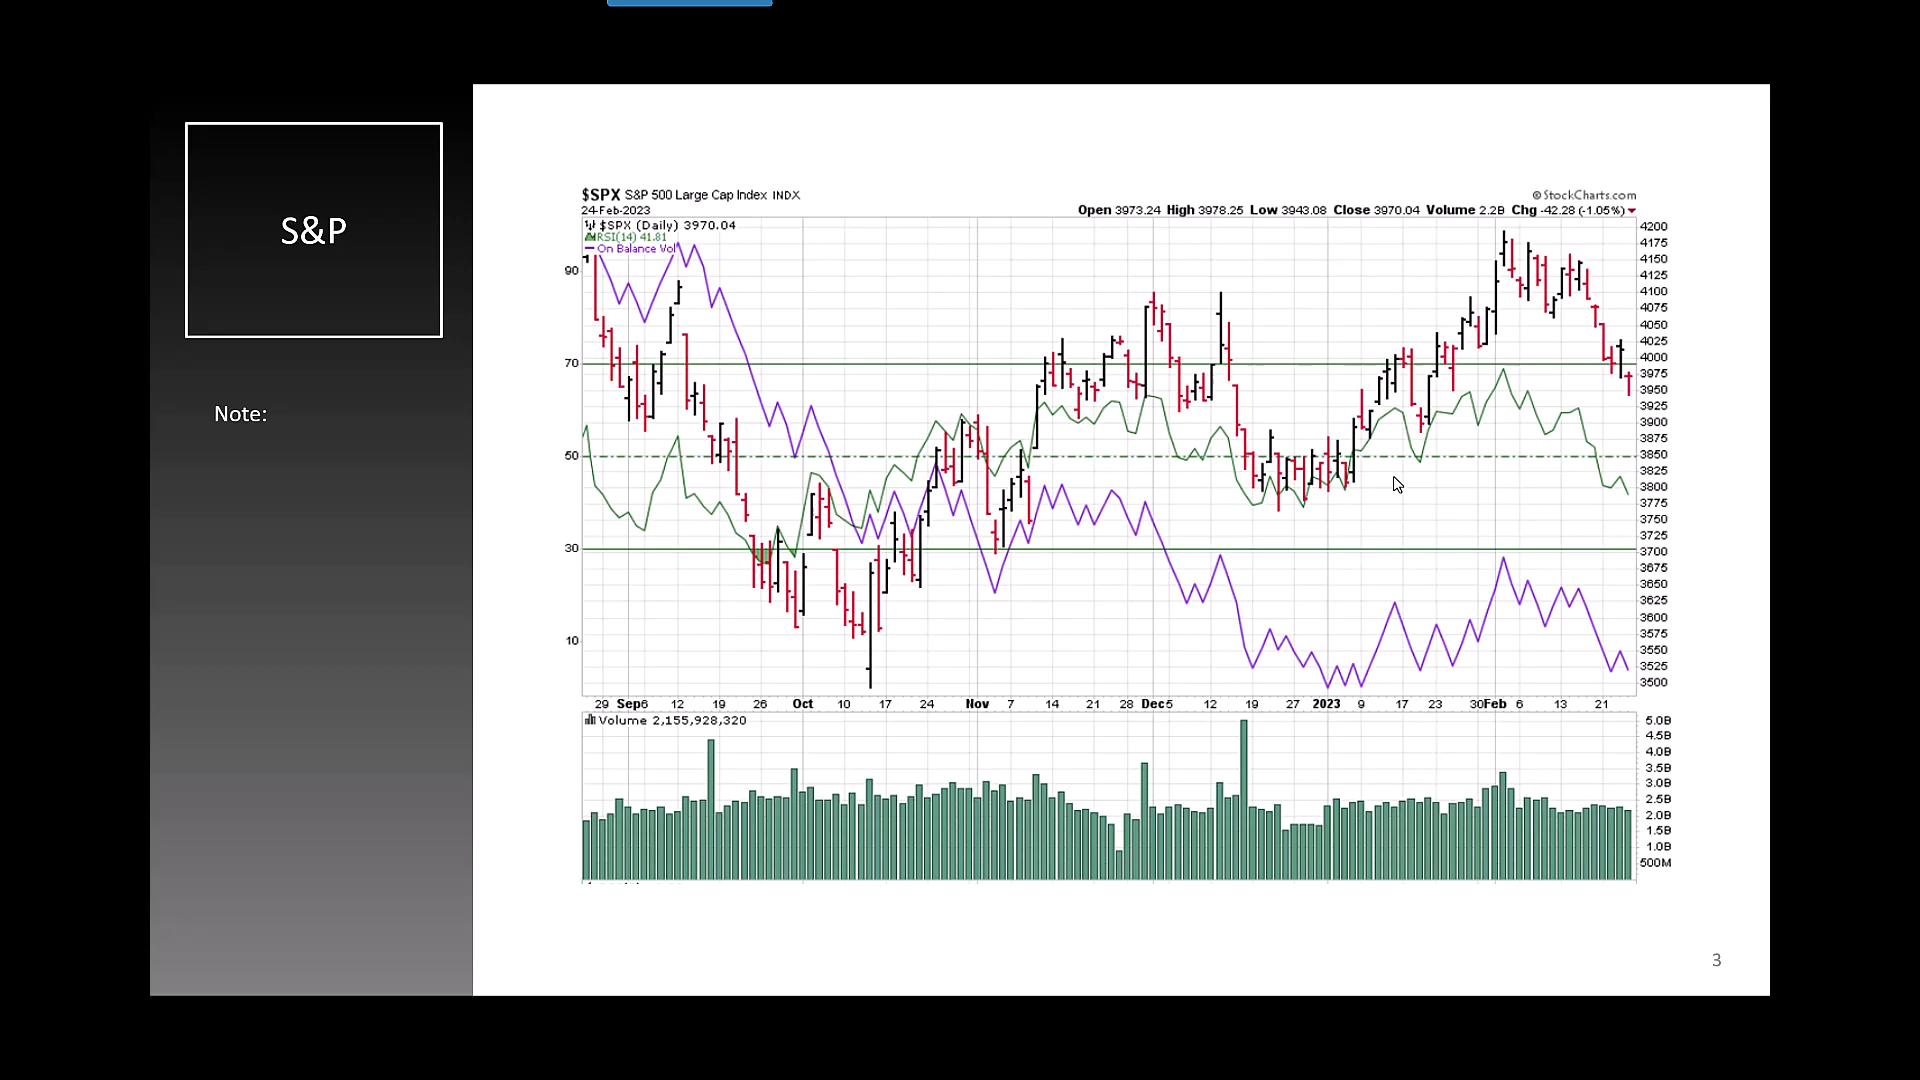 S&P
Note:
$SPX S&P 500 Large Cap Index INDX
© StockCharts.com
24-Feb-2023
Open 3973.24 High 3978.25 Low 3943.08 Close 3970.04 Volume 2.2B Chg -42.28 (-1.05%)
$SPX (Daily) 3970.04
RSI(14) 41.81
On Balance Vol
90
70
50
30
10
4200
4175
4150
4125
4100
4075
4050
4025
4000
3975
3950
3925
3900
3875
3850
3825
3800
3775
3750
3725
3700
3675
3650
3625
3600
3575
3550
3525
3500
29 Sep 6 12 19 26 Oct 10 17 24 Nov 7 14 21 28 Dec 5 12 19 27 2023 9 17 23 30 Feb 6 13 21
Volume 2,155,928,320
5.0B
4.5B
4.0B
3.5B
3.0B
2.5B
2.0B
1.5B
1.0B
500M
3